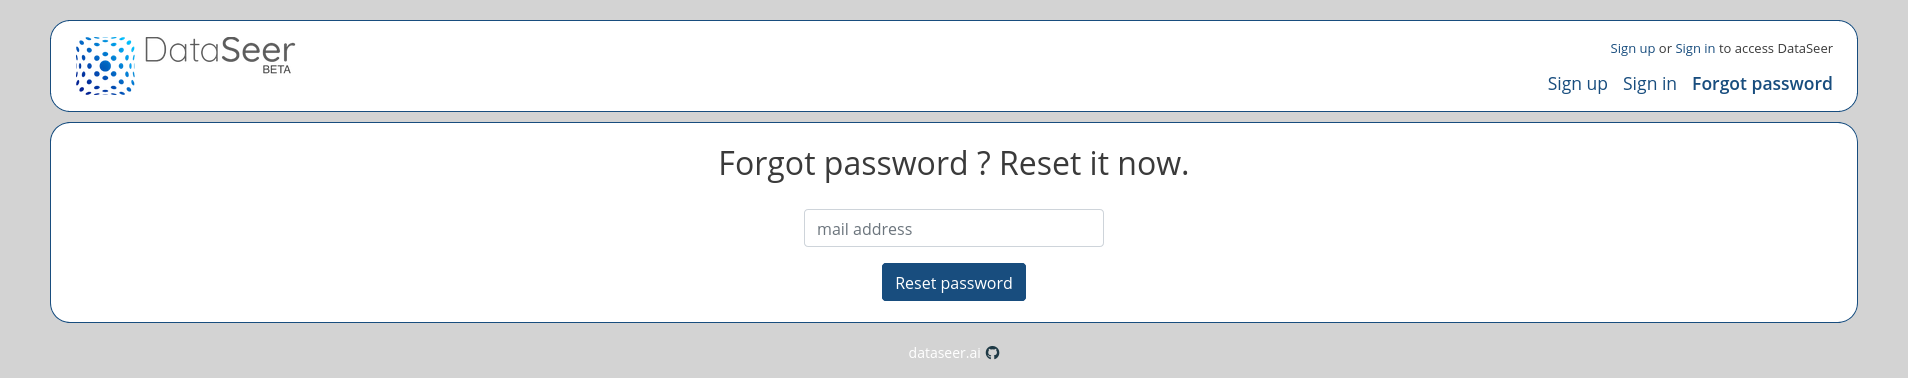 DataSeer
BETA
Sign up or Sign in to access DataSeer
Sign up Sign in Forgot password
Forgot password ? Reset it now.
mail address
Reset password
dataseer.ai